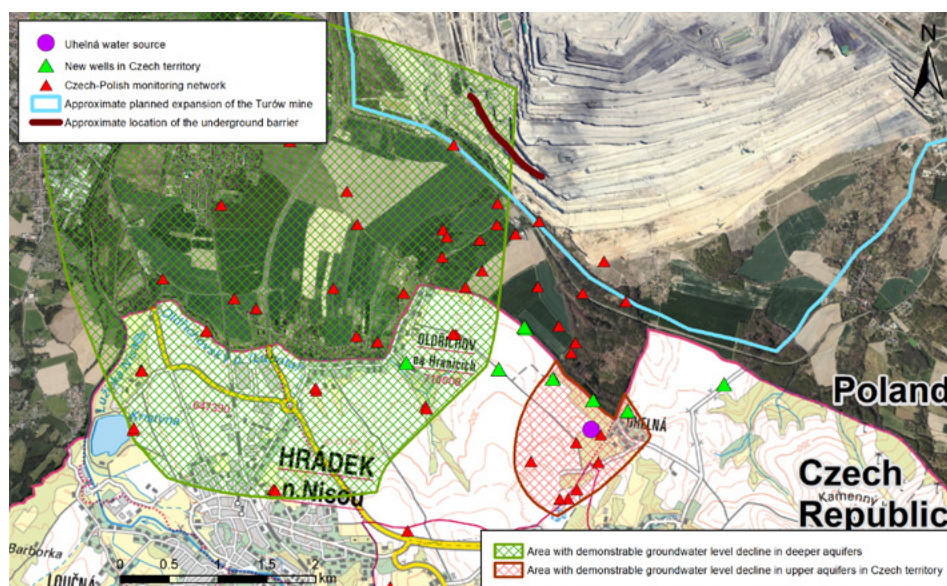 Uhelná water source
New wells in Czech territory
Czech-Polish monitoring network
Approximate planned expansion of the Turów mine
Approximate location of the underground barrier
N
OLDŘICHOV
na Hranicích
Kristýna
UHELNÁ
HRÁDEK
n.Nisou
Poland
Czech
Republic
Kamenný
Barborka
LOUČNÁ
0 0.5 1 2
km
Area with demonstrable groundwater level decline in deeper aquifers
Area with demonstrable groundwater level decline in upper aquifers in Czech territory